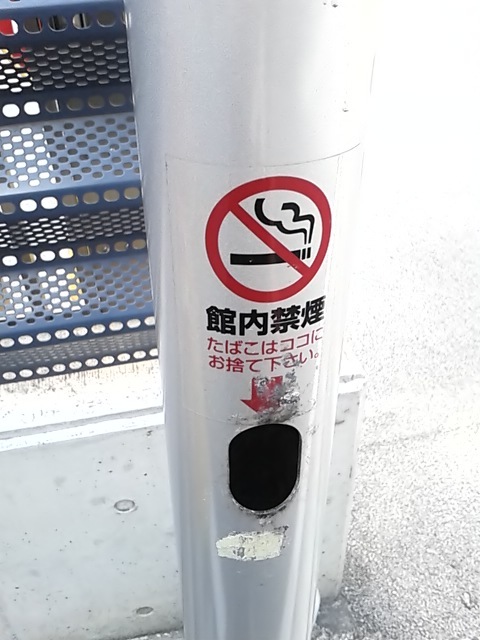 館内禁煙
たばこはココに
お捨て下さい。